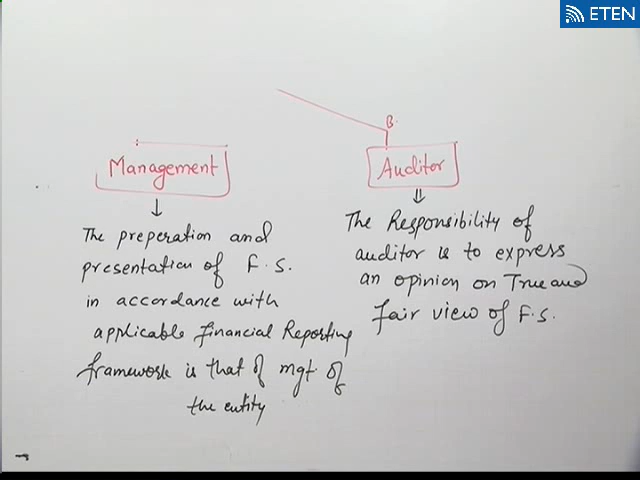 ETEN
B.
Management
Auditor
The preperation and
presentation of F.S.
in accordance with
applicable Financial Reporting
framework is that of mgt. of
the entity
The Responsibility of
auditor is to express
an opinion on True and
fair view of F.S.